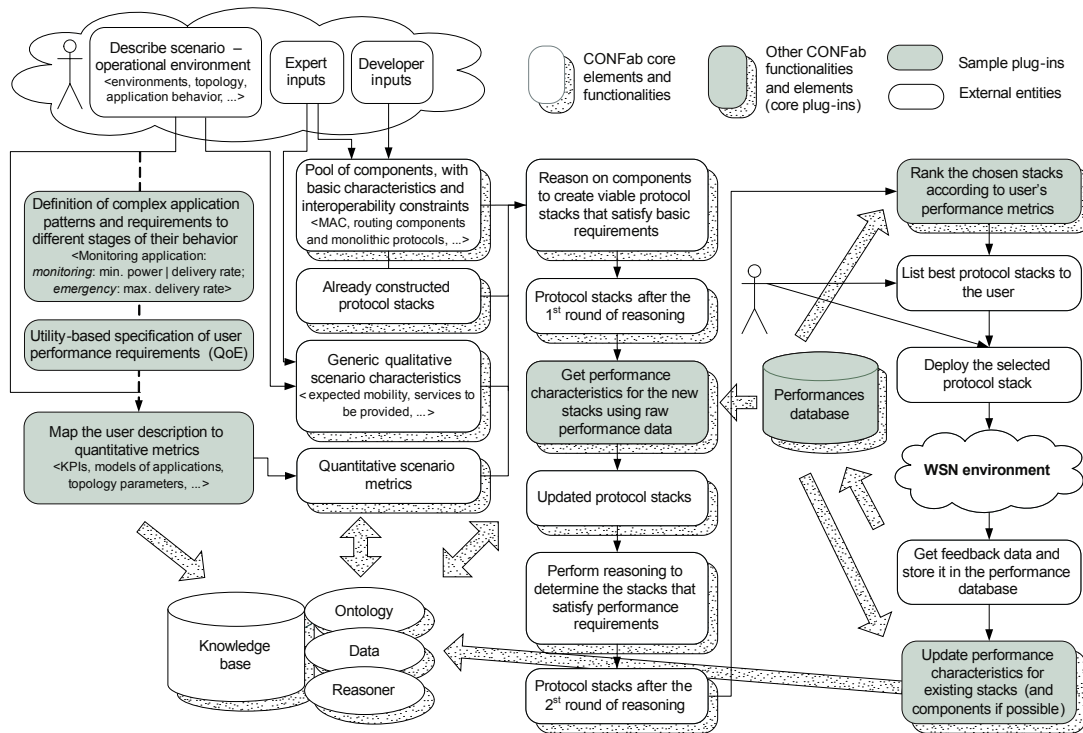 Describe scenario –
operational environment
<environments, topology,
application behavior, ...>
Expert
inputs
Developer
inputs
CONFab core
elements and
functionalities
Other CONFab
functionalities
and elements
(core plug-ins)
Sample plug-ins
External entities
Definition of complex application
patterns and requirements to
different stages of their behavior
<Monitoring application:
monitoring: min. power | delivery rate;
emergency: max. delivery rate>
Utility-based specification of user
performance requirements (QoE)
Map the user description to
quantitative metrics
<KPIs, models of applications,
topology parameters, ...>
Pool of components, with
basic characteristics and
interoperability constraints
<MAC, routing components
and monolithic protocols, ...>
Already constructed
protocol stacks
Generic qualitative
scenario characteristics
< expected mobility, services to
be provided, ...>
Quantitative scenario
metrics
Reason on components
to create viable protocol
stacks that satisfy basic
requirements
Protocol stacks after the
1st round of reasoning
Get performance
characteristics for the new
stacks using raw
performance data
Updated protocol stacks
Perform reasoning to
determine the stacks that
satisfy performance
requirements
Protocol stacks after the
2nd round of reasoning
Performances
database
Rank the chosen stacks
according to user's
performance metrics
List best protocol stacks to
the user
Deploy the selected
protocol stack
WSN environment
Get feedback data and
store it in the performance
database
Update performance
characteristics for
existing stacks (and
components if possible)
Knowledge
base
Ontology
Data
Reasoner